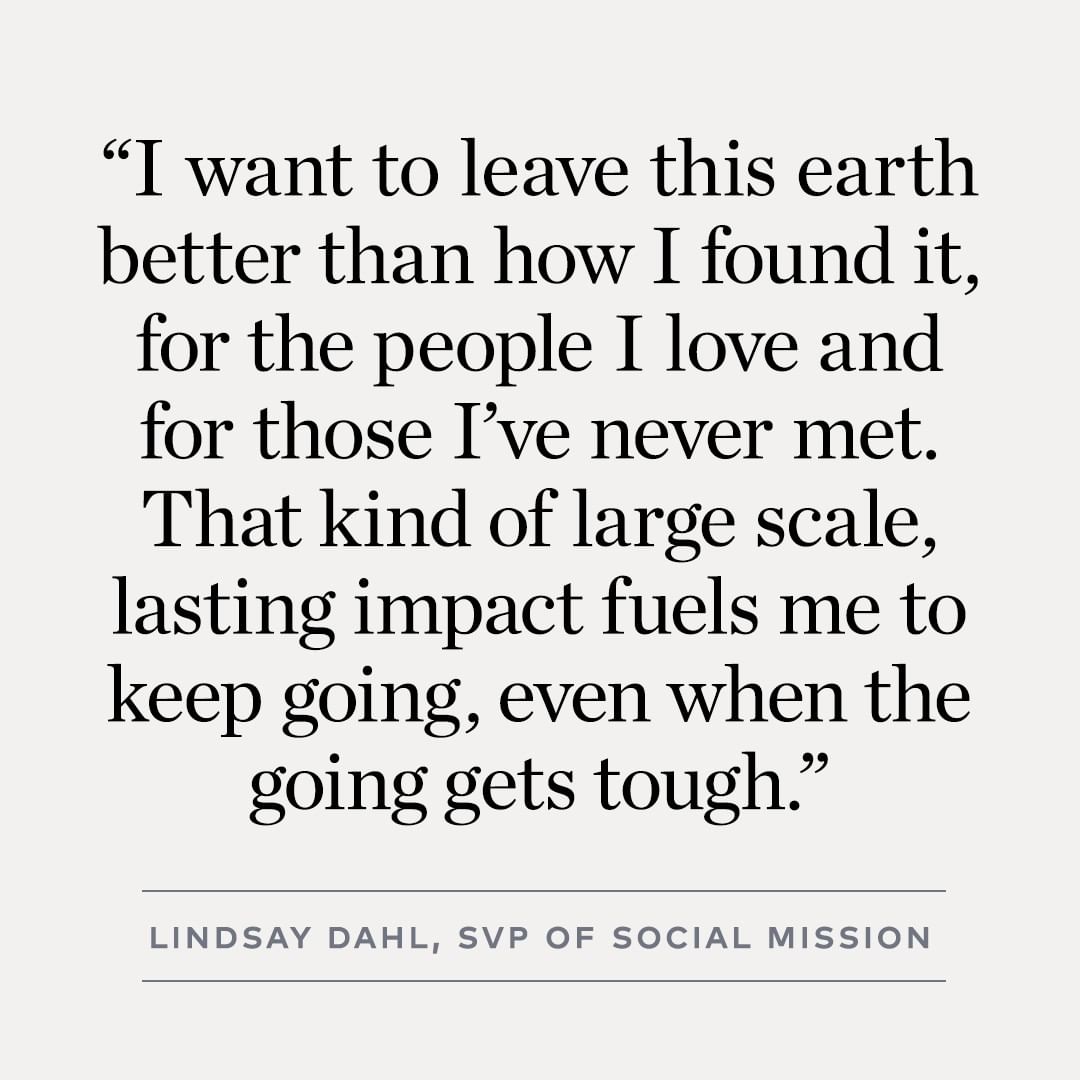 “I want to leave this earth
better than how I found it,
for the people I love and
for those I’ve never met.
That kind of large scale,
lasting impact fuels me to
keep going, even when the
going gets tough.”
LINDSAY DAHL, SVP OF SOCIAL MISSION